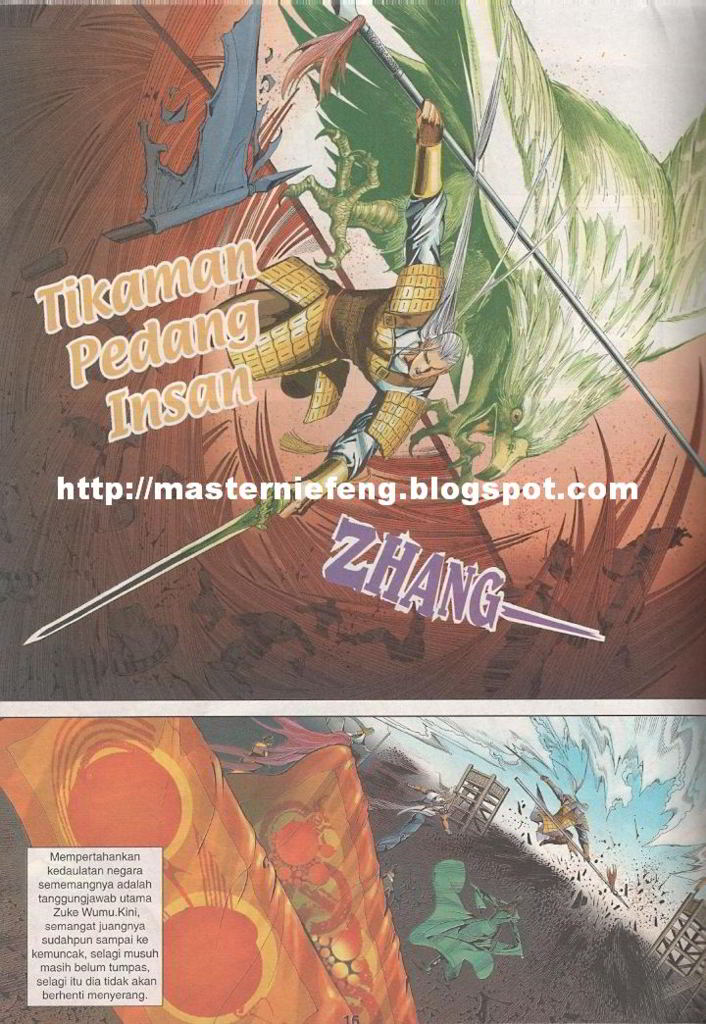 Tikaman
Pedang
Insan
http://masterniefeng.blogspot.com
ZHANG
Mempertahankan
kedaulatan negara
sememangnya adalah
tanggungjawab utama
Zuke Wumu.Kini,
semangat juangnya
sudahpun sampai ke
kemuncak, selagi musuh
masih belum tumpas,
selagi itu dia tidak akan
berhenti menyerang.
15